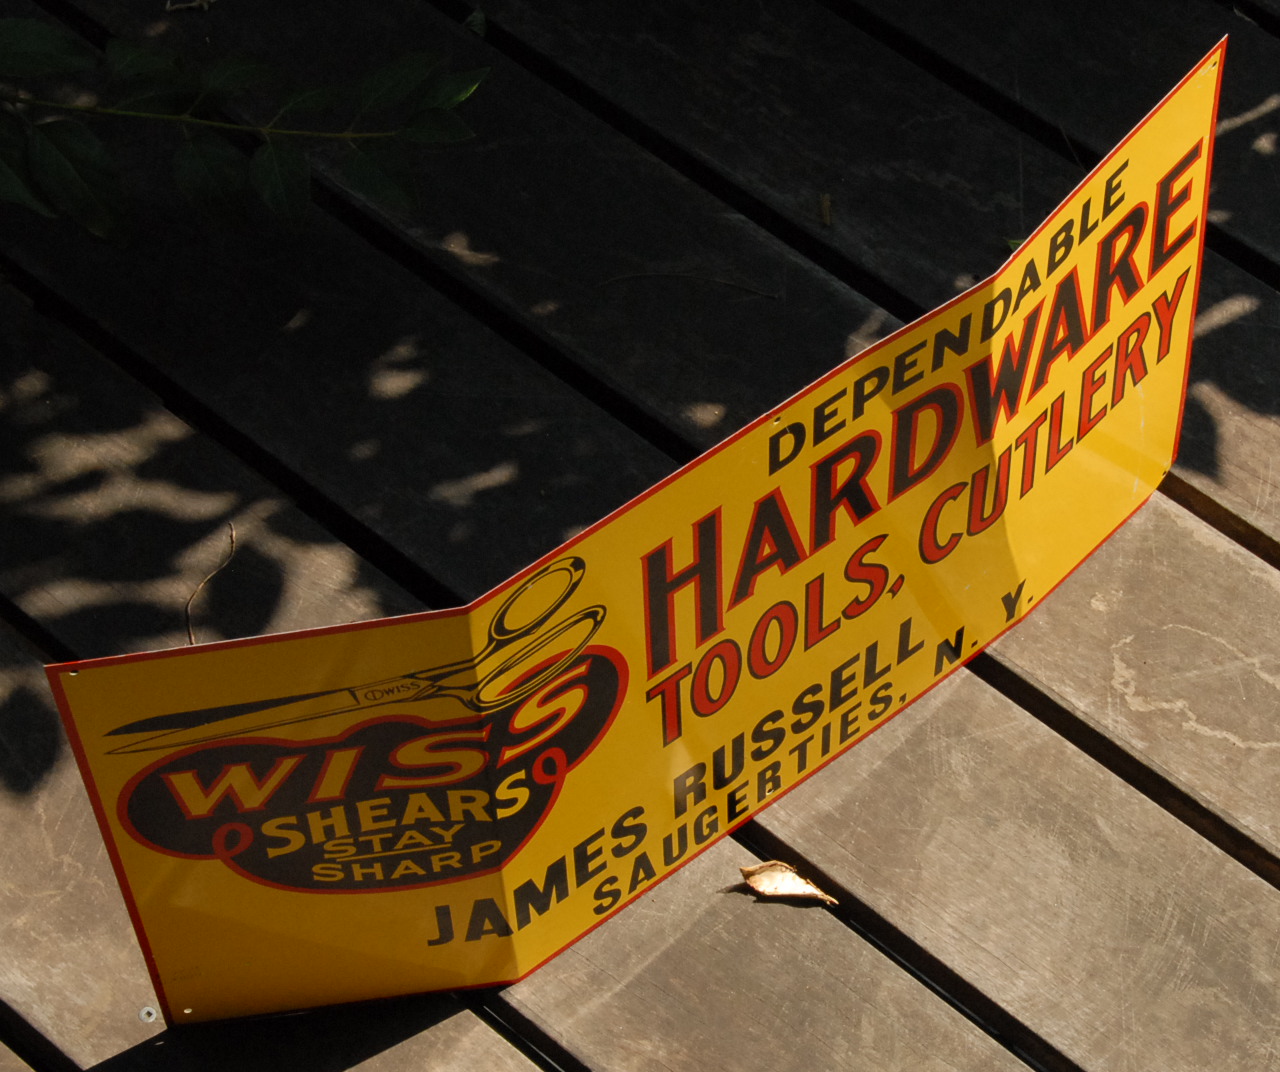 WISS
WISS
SHEARS
STAY
SHARP
DEPENDABLE
HARDWARE
TOOLS, CUTLERY
JAMES RUSSELL
SAUGERTIES, N. Y.